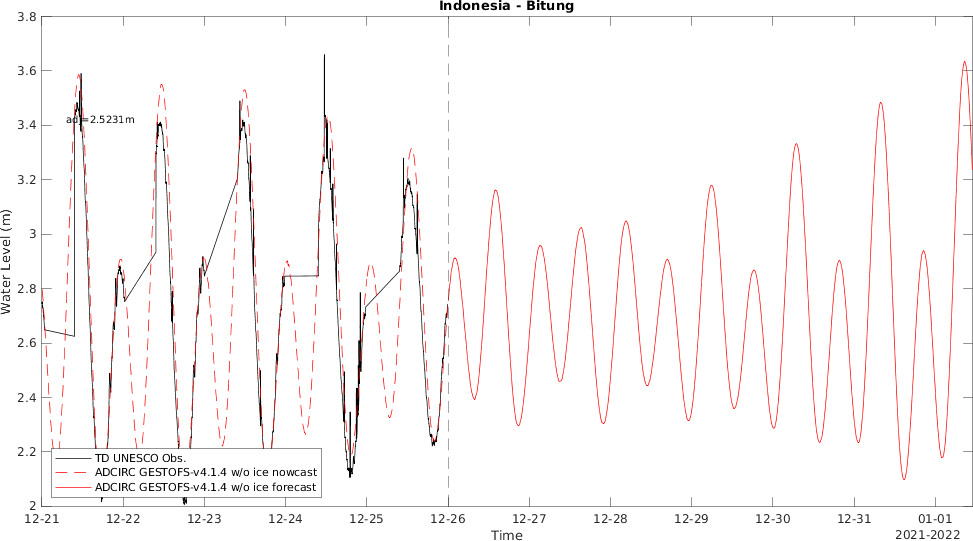 Indonesia - Bitung
3.8
3.6
3.4
3.2
3
2.8
2.6
2.4
2.2
2
Water Level (m)
adj=2.5231m
TD UNESCO Obs.
ADCIRC GESTOFS-v4.1.4 w/o ice nowcast
ADCIRC GESTOFS-v4.1.4 w/o ice forecast
12-21 12-22 12-23 12-24 12-25 12-26 12-27 12-28 12-29 12-30 12-31 01-01
Time
2021-2022